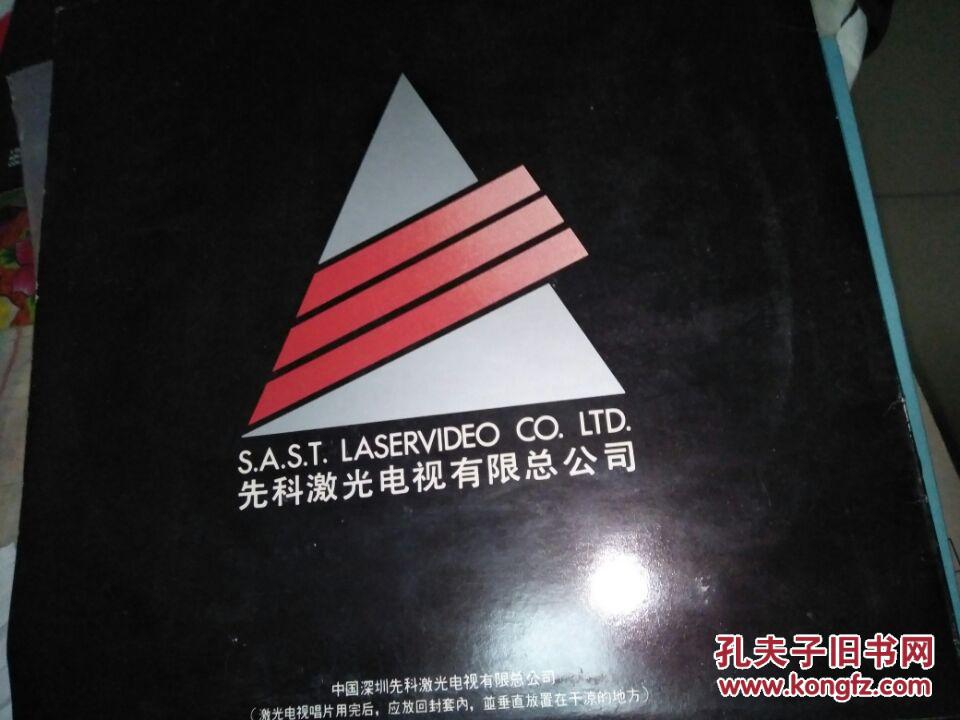 S.A.S.T. LASERVIDEO CO. LTD.
先科激光电视有限总公司
中国深圳先科激光电视有限总公司
(激光电视唱片用完后，应放回封套内，並垂直放置在干凉的地方)
孔夫子旧书网
www.kongfz.com